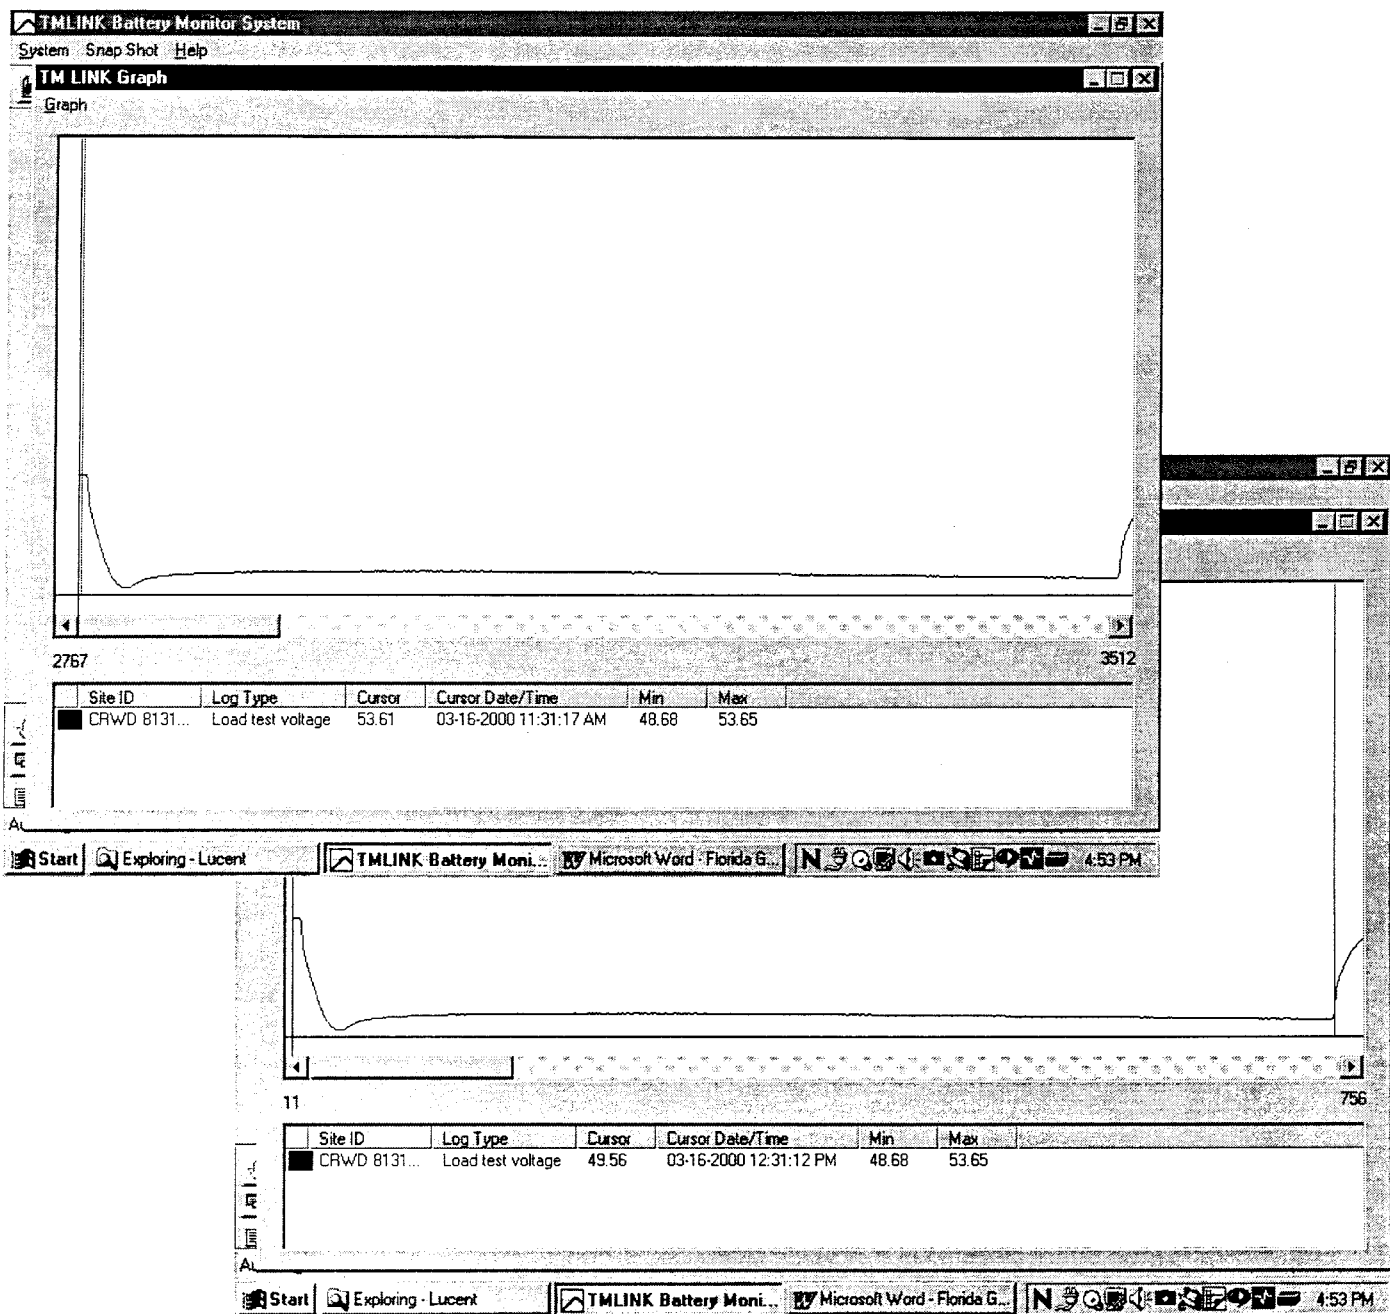 TMLINK Battery Monitor System
System Snap Shot Help
TM LINK Graph
Graph
2767 3512
Site ID Log Type Cursor Cursor Date/Time Min Max
CRWD 8131... Load test voltage 53.61 03-16-2000 11:31:17 AM 48.68 53.65
Start Exploring - Lucent TMLINK Battery Moni... Microsoft Word - Florida G... N 4:53 PM
11 756
Site ID Log Type Cursor Cursor Date/Time Min Max
CRWD 8131... Load test voltage 49.56 03-16-2000 12:31:12 PM 48.68 53.65
Start Exploring - Lucent TMLINK Battery Moni... Microsoft Word - Florida G... N 4:53 PM